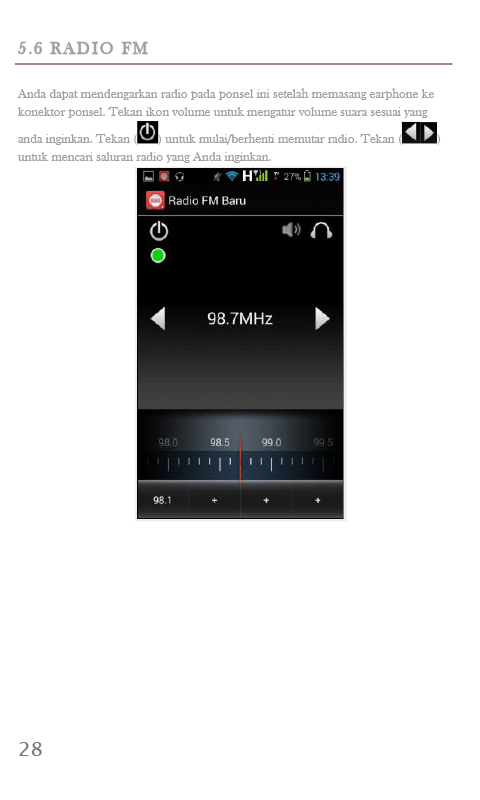 5.6 RADIO FM
Anda dapat mendengarkan radio pada ponsel ini setelah memasang earphone ke
konektor ponsel. Tekan ikon volume untuk mengatur volume suara sesuai yang
anda inginkan. Tekan ( ) untuk mulai/berhenti memutar radio. Tekan ( )
untuk mencari saluran radio yang Anda inginkan.
H 27% 13:39
Radio FM Baru
98.7MHz
98.0 98.5 99.0 99.5
98.1 + + +
28